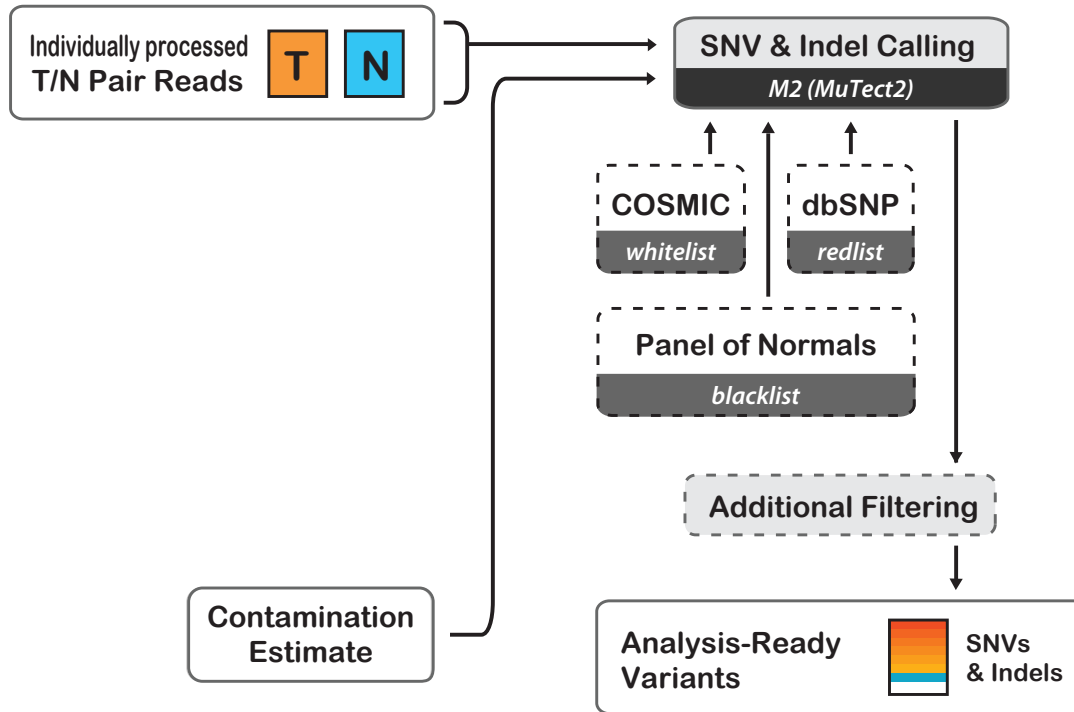 Individually processed
T/N Pair Reads
T
N
SNV & Indel Calling
M2 (MuTect2)
COSMIC
whitelist
dbSNP
redlist
Panel of Normals
blacklist
Additional Filtering
Contamination
Estimate
Analysis-Ready
Variants
SNVs
& Indels